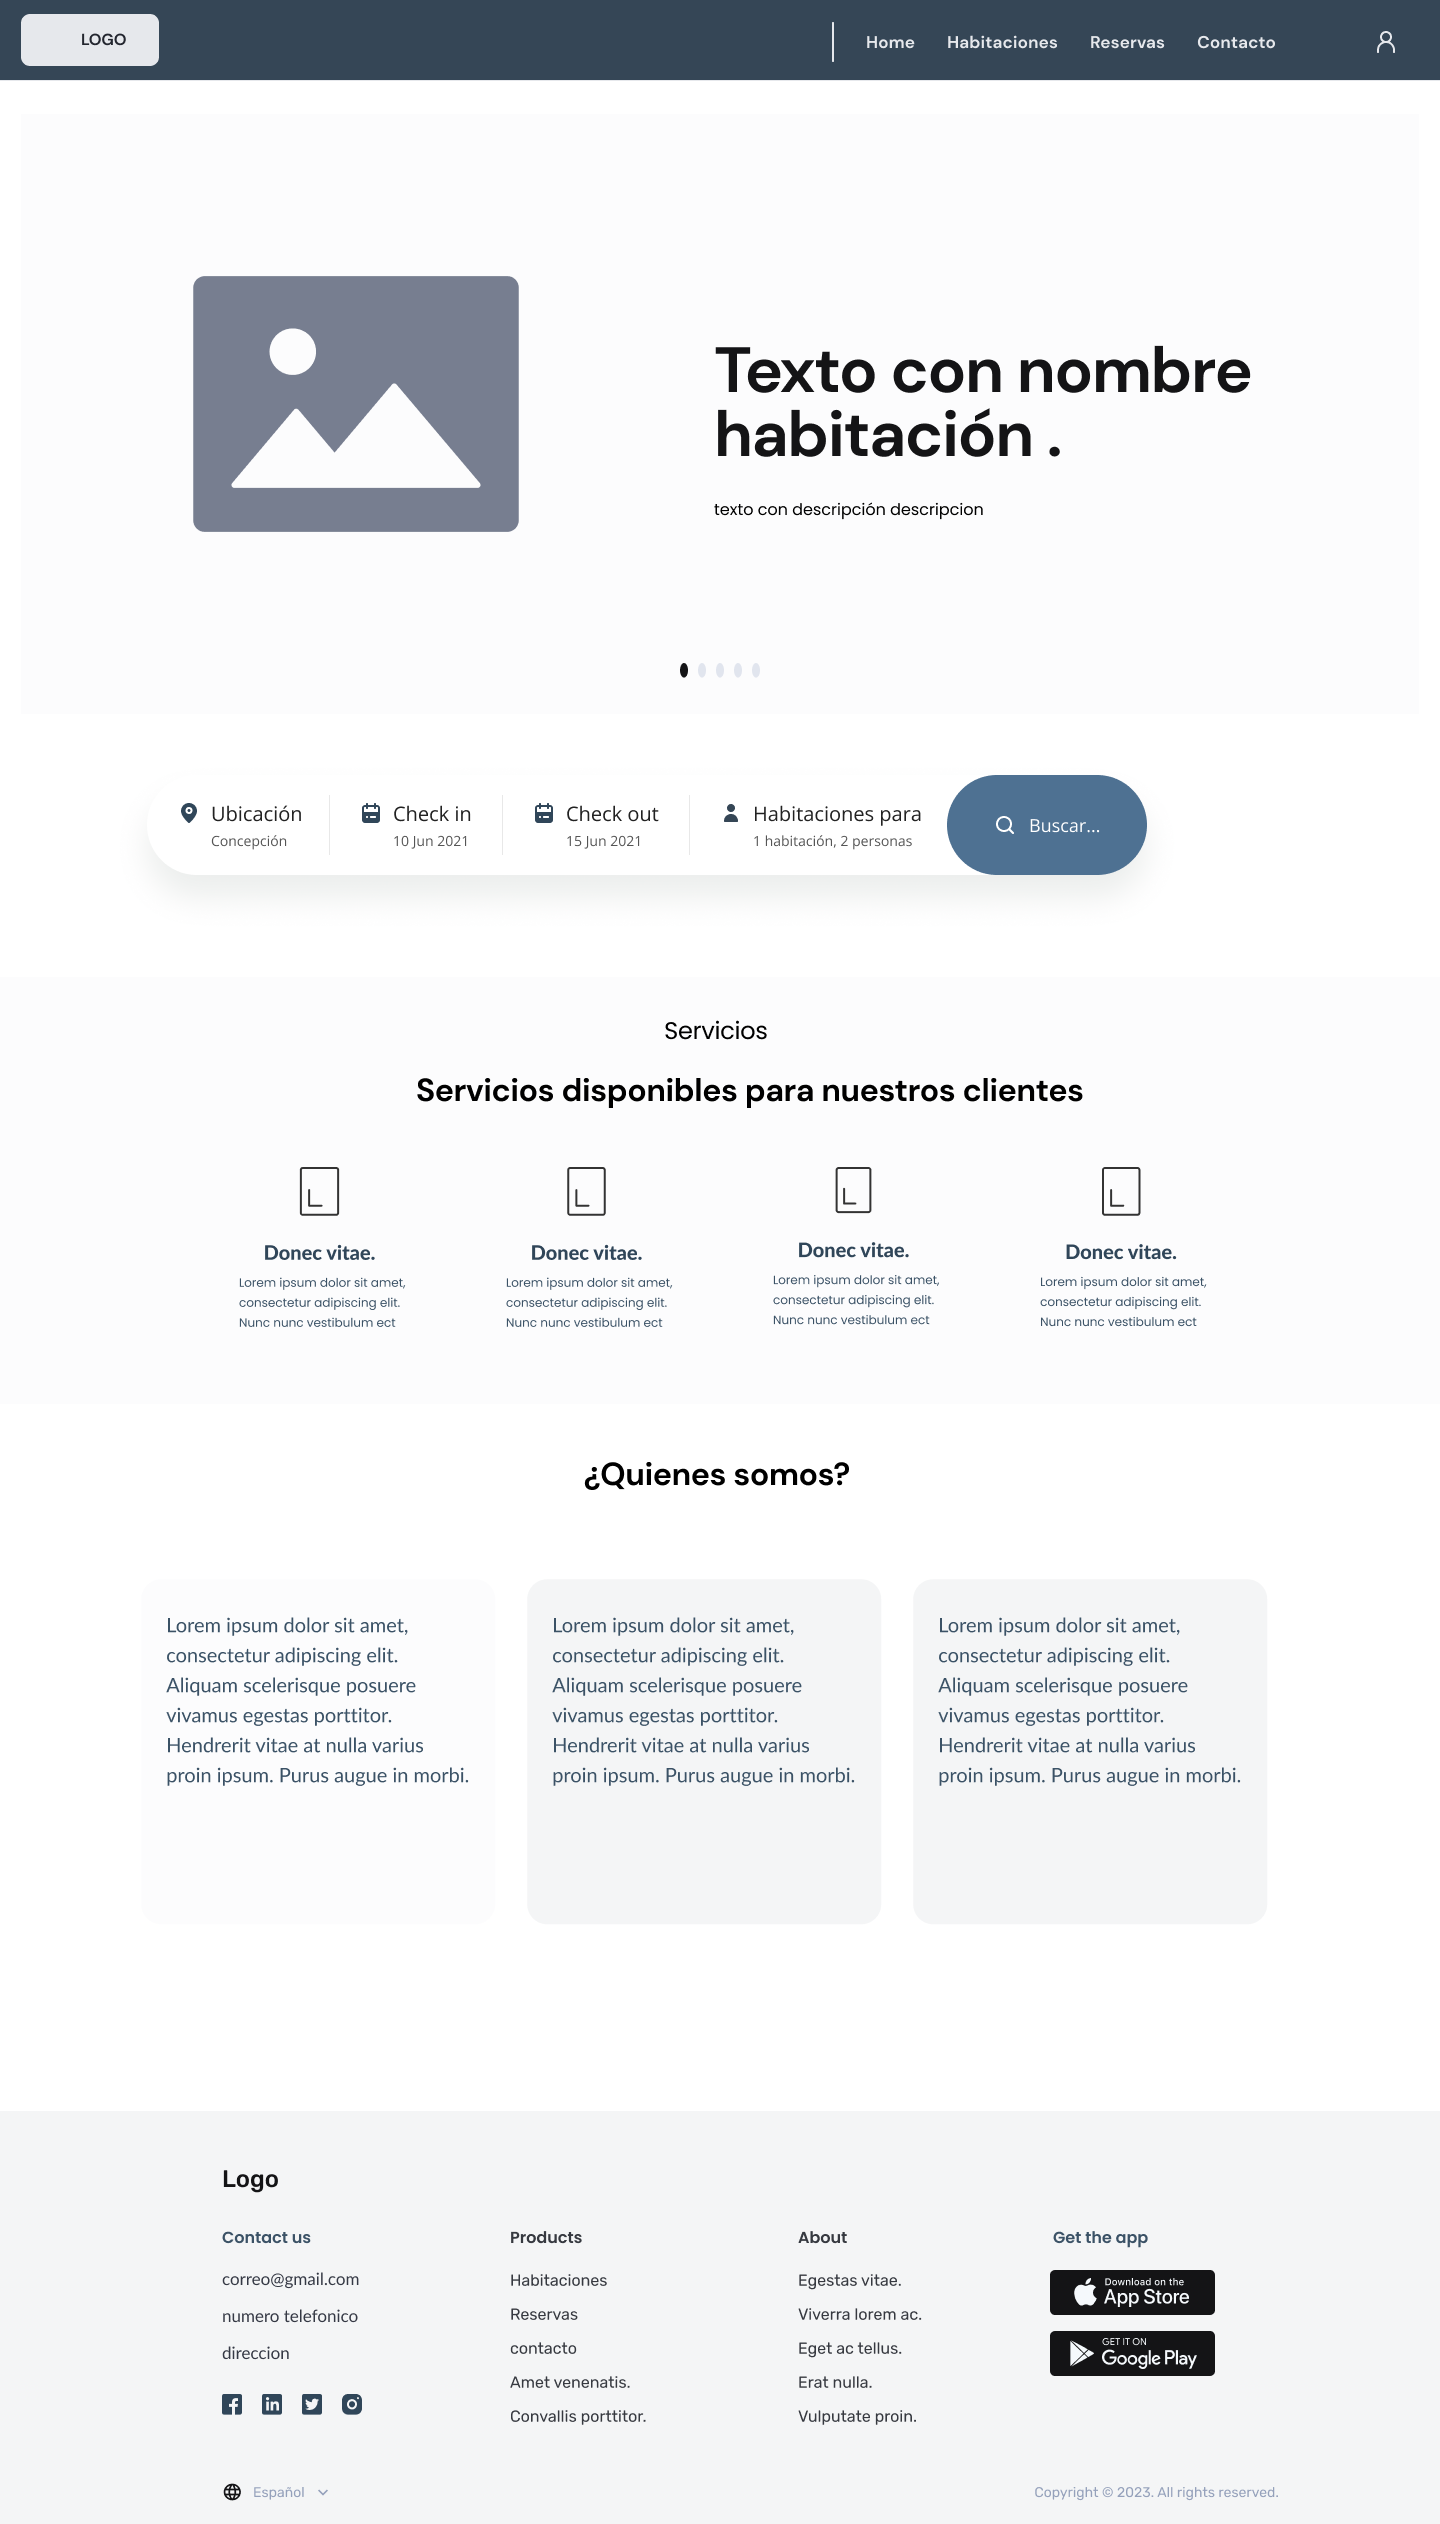 LOGO
Home Habitaciones Reservas Contacto
Texto con nombre
habitación .
texto con descripción descripcion
Ubicación
Concepción
Check in
10 Jun 2021
Check out
15 Jun 2021
Habitaciones para
1 habitación, 2 personas
Buscar...
Servicios
Servicios disponibles para nuestros clientes
Donec vitae.
Lorem ipsum dolor sit amet,
consectetur adipiscing elit.
Nunc nunc vestibulum ect
Donec vitae.
Lorem ipsum dolor sit amet,
consectetur adipiscing elit.
Nunc nunc vestibulum ect
Donec vitae.
Lorem ipsum dolor sit amet,
consectetur adipiscing elit.
Nunc nunc vestibulum ect
Donec vitae.
Lorem ipsum dolor sit amet,
consectetur adipiscing elit.
Nunc nunc vestibulum ect
¿Quienes somos?
Lorem ipsum dolor sit amet,
consectetur adipiscing elit.
Aliquam scelerisque posuere
vivamus egestas porttitor.
Hendrerit vitae at nulla varius
proin ipsum. Purus augue in morbi.
Lorem ipsum dolor sit amet,
consectetur adipiscing elit.
Aliquam scelerisque posuere
vivamus egestas porttitor.
Hendrerit vitae at nulla varius
proin ipsum. Purus augue in morbi.
Lorem ipsum dolor sit amet,
consectetur adipiscing elit.
Aliquam scelerisque posuere
vivamus egestas porttitor.
Hendrerit vitae at nulla varius
proin ipsum. Purus augue in morbi.
Logo
Contact us
correo@gmail.com
numero telefonico
direccion
Products
Habitaciones
Reservas
contacto
Amet venenatis.
Convallis porttitor.
About
Egestas vitae.
Viverra lorem ac.
Eget ac tellus.
Erat nulla.
Vulputate proin.
Get the app
Download on the
App Store
GET IT ON
Google Play
Español
Copyright © 2023. All rights reserved.